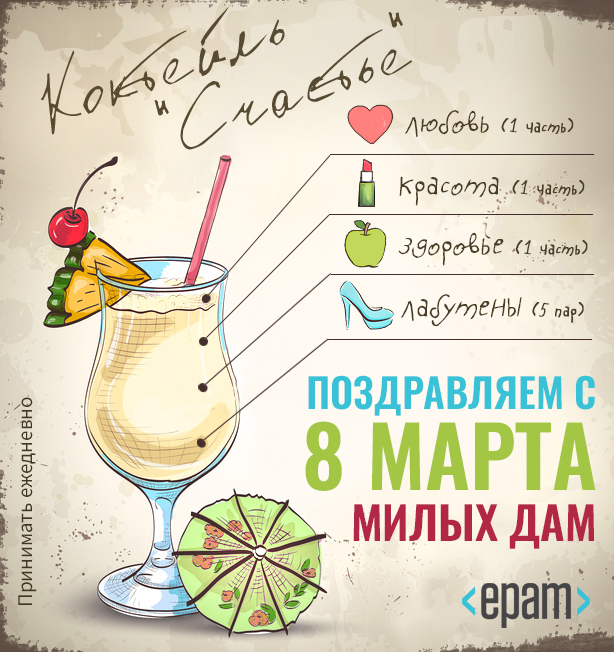 Коктейль
"Счастье"
любовь (1 часть)
красота (1 часть)
здоровье (1 часть)
лабутены (5 пар)
ПОЗДРАВЛЯЕМ С
8 МАРТА
МИЛЫХ ДАМ
Принимать ежедневно
<epam>